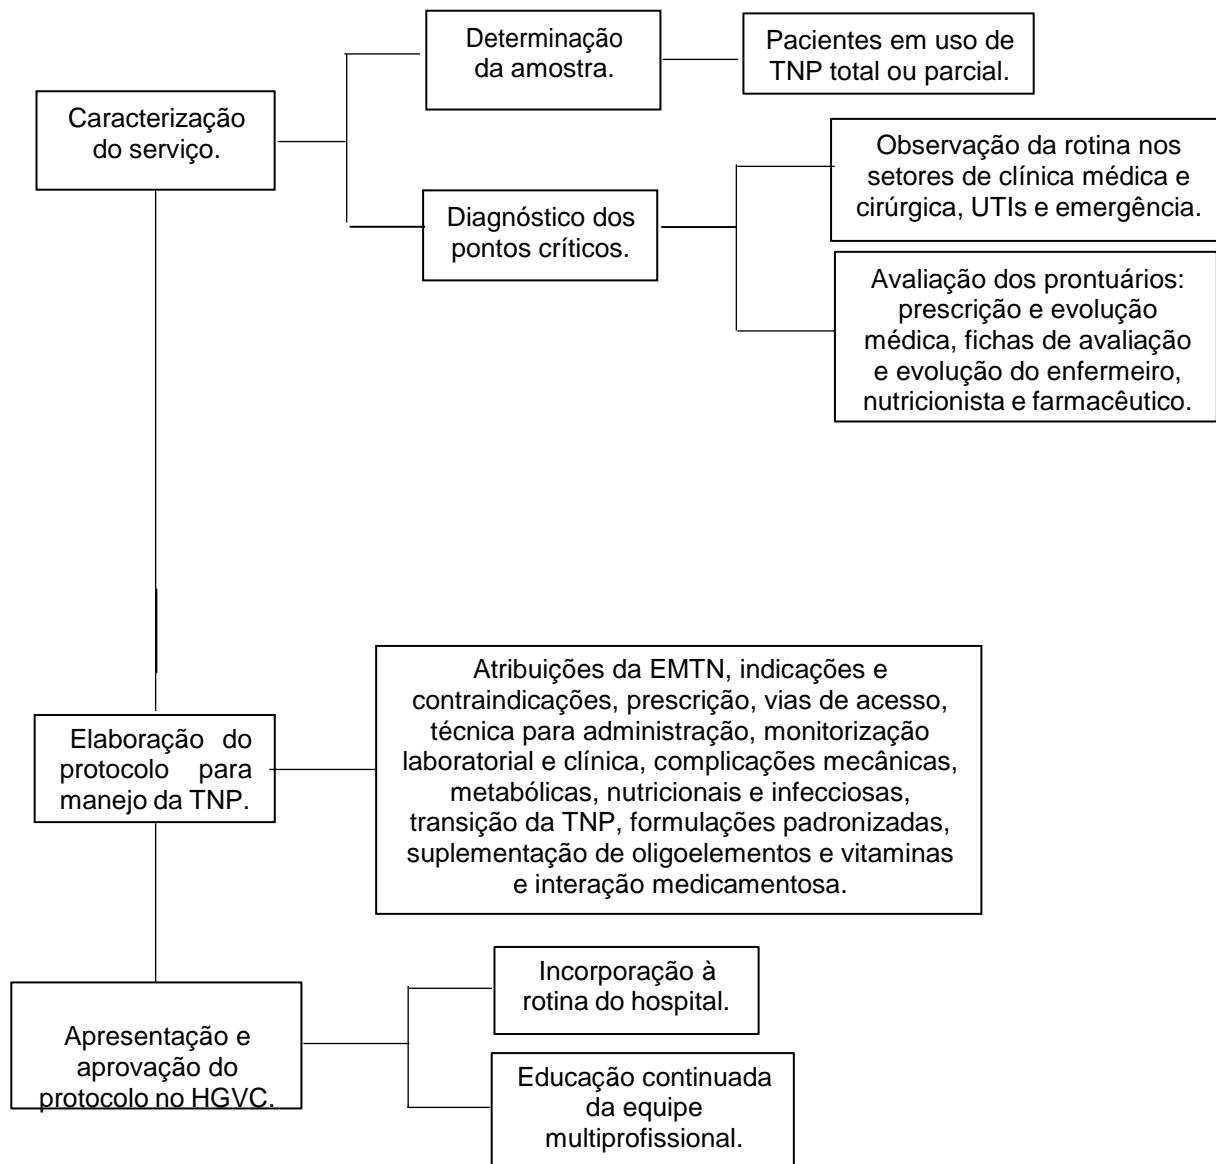 Determinação
da amostra.
Pacientes em uso de
TNP total ou parcial.
Caracterização
do serviço.
Observação da rotina nos
setores de clínica médica e
cirúrgica, UTIs e emergência.
Diagnóstico dos
pontos críticos.
Avaliação dos prontuários:
prescrição e evolução
médica, fichas de avaliação
e evolução do enfermeiro,
nutricionista e farmacêutico.
Elaboração do
protocolo para
manejo da TNP.
Atribuições da EMTN, indicações e
contraindicações, prescrição, vias de acesso,
técnica para administração, monitorização
laboratorial e clínica, complicações mecânicas,
metabólicas, nutricionais e infecciosas,
transição da TNP, formulações padronizadas,
suplementação de oligoelementos e vitaminas
e interação medicamentosa.
Apresentação e
aprovação do
protocolo no HGVC.
Incorporação à
rotina do hospital.
Educação continuada
da equipe
multiprofissional.